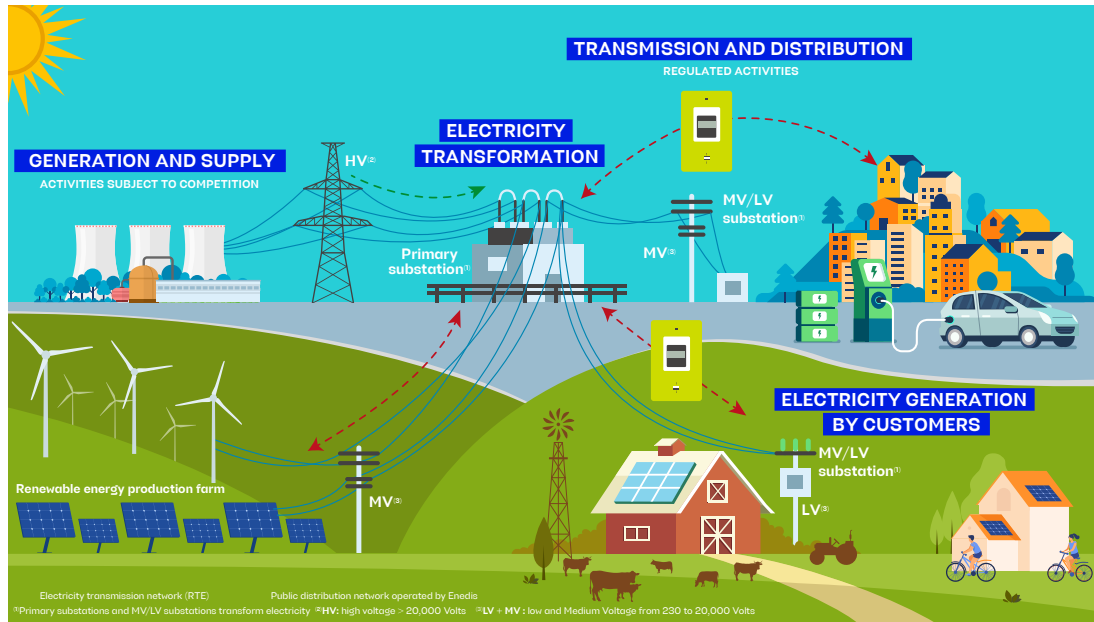 TRANSMISSION AND DISTRIBUTION
REGULATED ACTIVITIES
ELECTRICITY
TRANSFORMATION
GENERATION AND SUPPLY
ACTIVITIES SUBJECT TO COMPETITION
HV⁽²⁾
MV/LV
substation⁽¹⁾
Primary
substation⁽¹⁾
MV⁽³⁾
ELECTRICITY GENERATION
BY CUSTOMERS
MV/LV
substation⁽¹⁾
Renewable energy production farm
MV⁽³⁾
LV⁽³⁾
Electricity transmission network (RTE)
Public distribution network operated by Enedis
⁽¹⁾Primary substations and MV/LV substations transform electricity ⁽²⁾HV: high voltage > 20,000 Volts ⁽³⁾LV + MV : low and Medium Voltage from 230 to 20,000 Volts